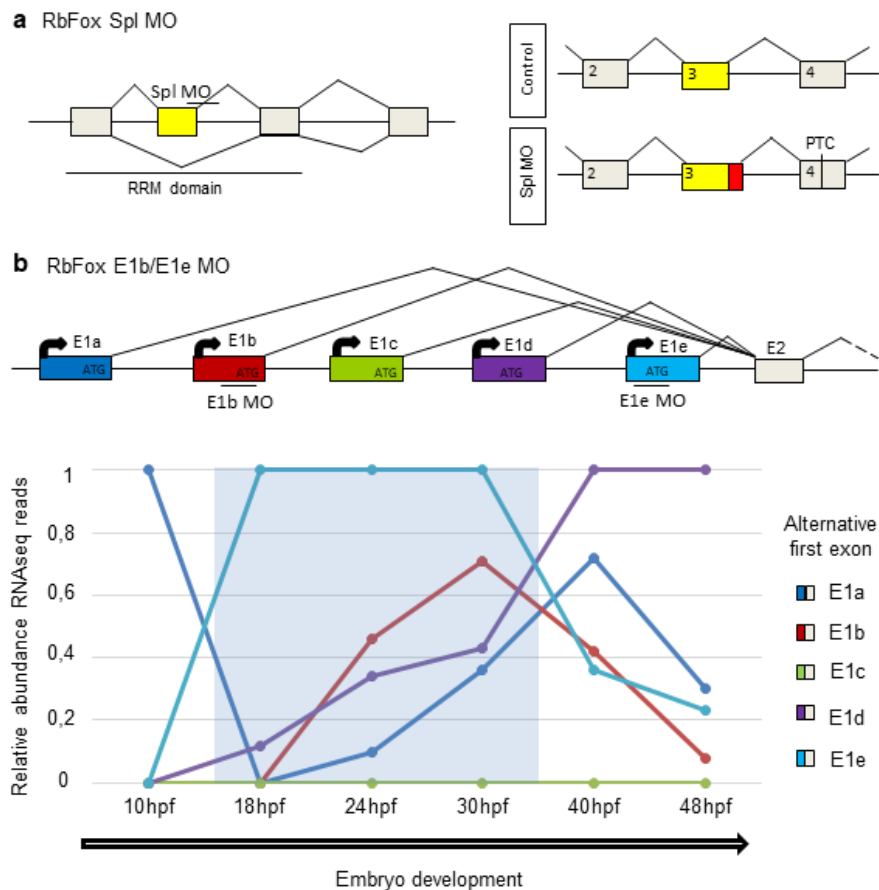 a RbFox Spl MO
Spl MO
RRM domain
Control
2 3 4
Spl MO
PTC
2 3 4
b RbFox E1b/E1e MO
E1a E1b E1c E1d E1e E2
ATG ATG ATG ATG
E1b MO E1e MO
Relative abundance RNAseq reads
1
0,8
0,6
0,4
0,2
0
10hpf 18hpf 24hpf 30hpf 40hpf 48hpf
Embryo development
Alternative
first exon
E1a
E1b
E1c
E1d
E1e